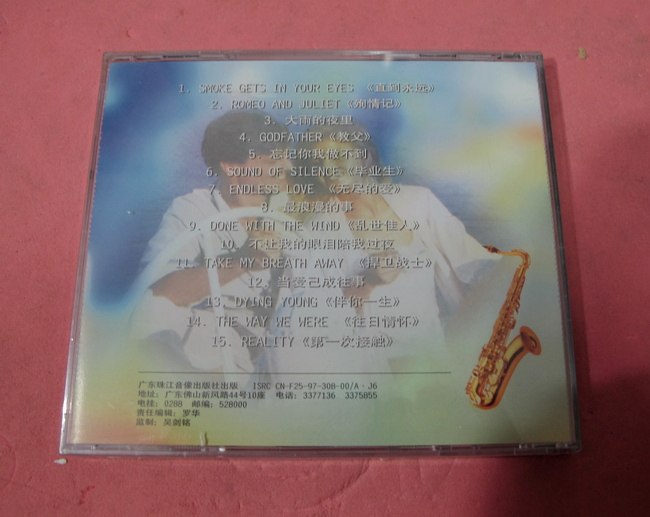 1. SMOKE GETS IN YOUR EYES 《直到永远》
2. ROMEO AND JULIET《殉情记》
3. 大雨的夜里
4. GODFATHER《教父》
5. 忘记你我做不到
6. SOUND OF SILENCE《毕业生》
7. ENDLESS LOVE 《无尽的爱》
8. 最浪漫的事
9. DONE WITH THE WIND《乱世佳人》
10. 不让我的眼泪陪我过夜
11. TAKE MY BREATH AWAY 《捍卫战士》
12. 当爱已成往事
13. DYING YOUNG《伴你一生》
14. THE WAY WE WERE 《往日情怀》
15. REALITY《第一次接触》
广东珠江音像出版社出版 ISRC CN-F25-97-308-00/A·J6
地址: 广东佛山新风路44号10座 电话: 3377136 3375855
电挂: 0288 邮编: 528000
责任编辑: 罗华
监制: 吴剑铭